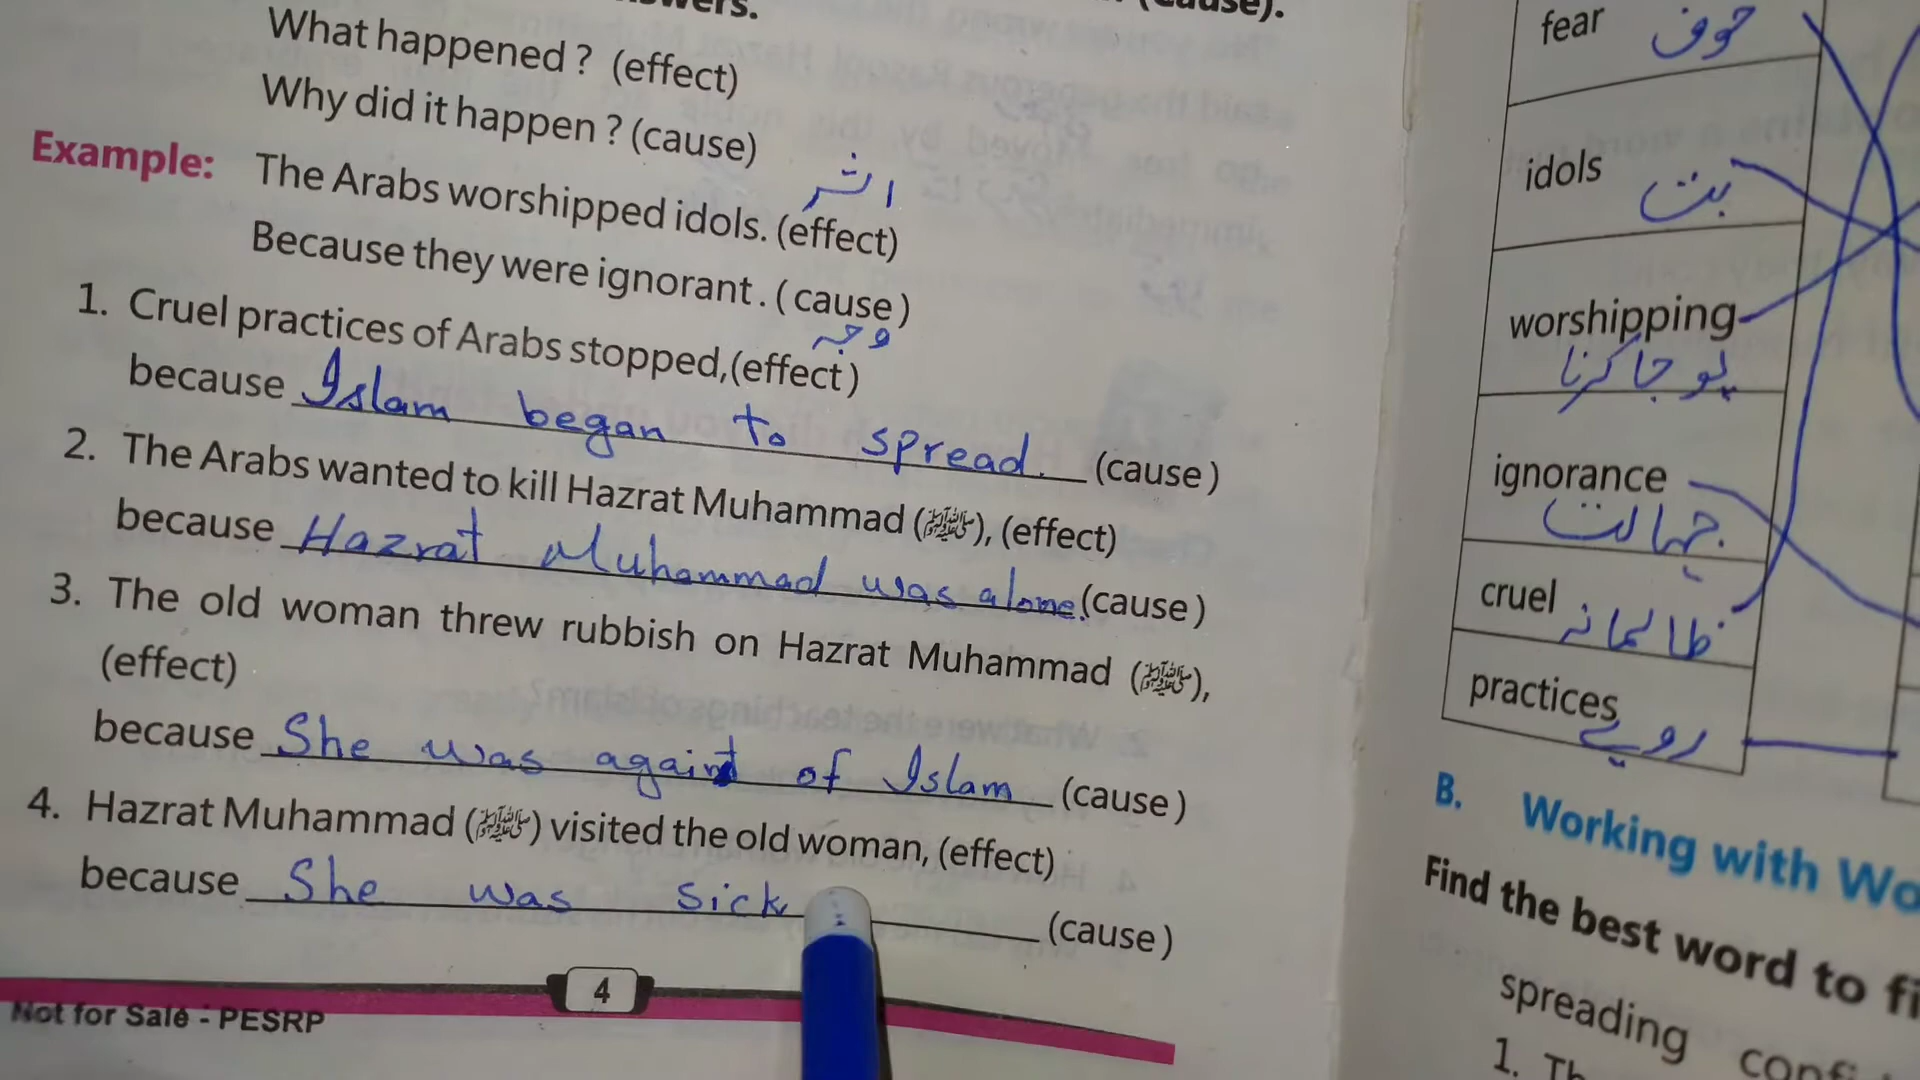 What happened ? (effect)
Why did it happen ? (cause)
Example: The Arabs worshipped idols. (effect)
اثر
Because they were ignorant. ( cause )
وجہ
1. Cruel practices of Arabs stopped,(effect )
because Islam began to spread. (cause )
2. The Arabs wanted to kill Hazrat Muhammad (ﷺ), (effect)
because Hazrat Muhammad was alone. (cause )
3. The old woman threw rubbish on Hazrat Muhammad (ﷺ),
(effect)
because She was against of Islam (cause )
4. Hazrat Muhammad (ﷺ) visited the old woman, (effect)
because She was sick (cause )
4
Not for Sale - PESRP
fear خوف
idols بت
worshipping
پوجا کرنا
ignorance
جہالت
cruel ظالمانہ
practices
رویے
B. Working with Wo
Find the best word to fi
spreading confi
1. Th